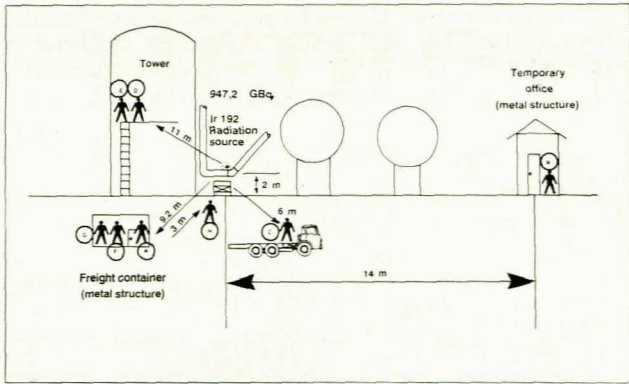 Tower
947,2 GBq,
Ir 192
Radiation
source
Temporary
office
(metal structure)
E
D
11 m
2 m
9.2 m
3 m
6 m
C
14 m
Freight container
(metal structure)